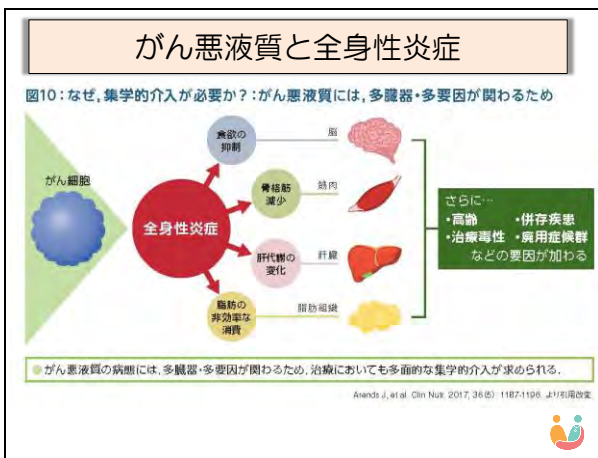 がん悪液質と全身性炎症
図10：なぜ，集学的介入が必要か？：がん悪液質には，多臓器・多要因が関わるため
がん細胞
全身性炎症
食欲の
抑制
脳
骨格筋
減少
筋肉
肝代謝の
変化
肝臓
脂肪の
非効率な
消費
脂肪組織
さらに…
・高齢　・併存疾患
・治療毒性　・廃用症候群
などの要因が加わる
がん悪液質の病態には，多臓器・多要因が関わるため，治療においても多面的な集学的介入が求められる．
Arends J, et al. Clin Nutr. 2017, 36(5) 1187-1196. より引用改変